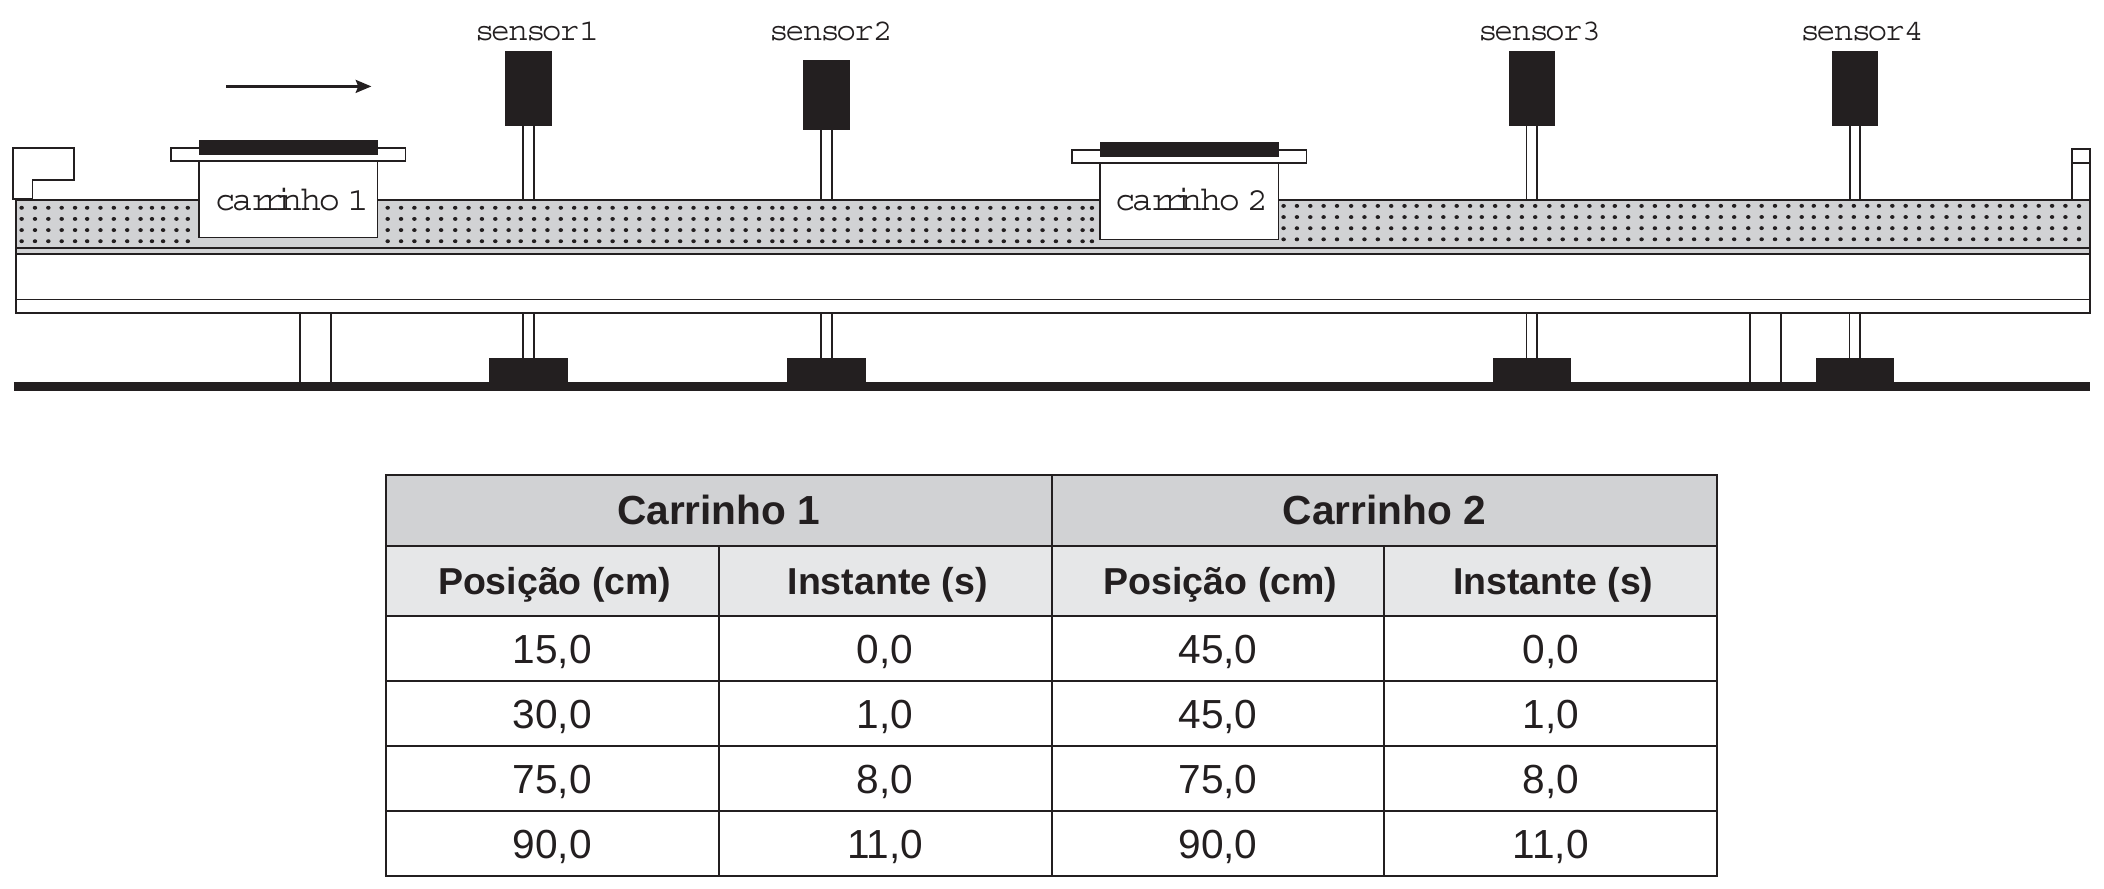 sensor1 sensor2 sensor3 sensor4
carrinho 1 carrinho 2
Carrinho 1 Carrinho 2
Posição (cm) Instante (s) Posição (cm) Instante (s)
15,0 0,0 45,0 0,0
30,0 1,0 45,0 1,0
75,0 8,0 75,0 8,0
90,0 11,0 90,0 11,0